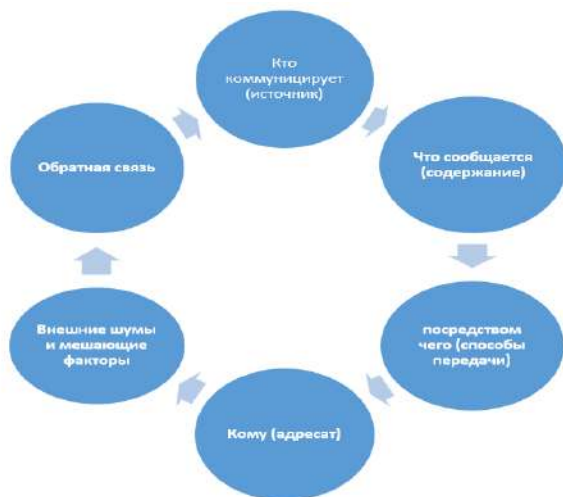 Кто
коммуницирует
(источник)
Что сообщается
(содержание)
посредством
чего (способы
передачи)
Кому (адресат)
Внешние шумы
и мешающие
факторы
Обратная связь